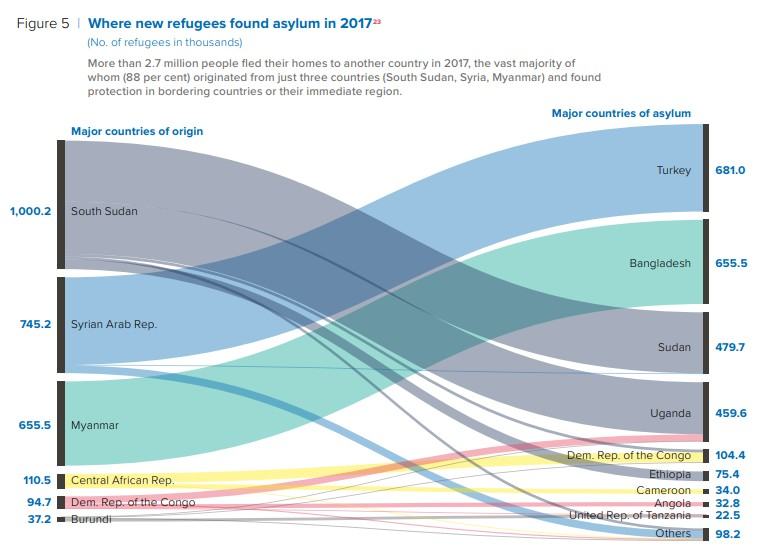 Figure 5 | Where new refugees found asylum in 2017²³
(No. of refugees in thousands)
More than 2.7 million people fled their homes to another country in 2017, the vast majority of
whom (88 per cent) originated from just three countries (South Sudan, Syria, Myanmar) and found
protection in bordering countries or their immediate region.
Major countries of asylum
Major countries of origin
Turkey 681.0
1,000.2 South Sudan
Bangladesh 655.5
745.2 Syrian Arab Rep.
Sudan 479.7
Uganda 459.6
655.5 Myanmar
Dem. Rep. of the Congo 104.4
Ethiopia 75.4
110.5 Central African Rep.
Cameroon 34.0
94.7 Dem. Rep. of the Congo
Angola 32.8
United Rep. of Tanzania 22.5
37.2 Burundi
Others 98.2